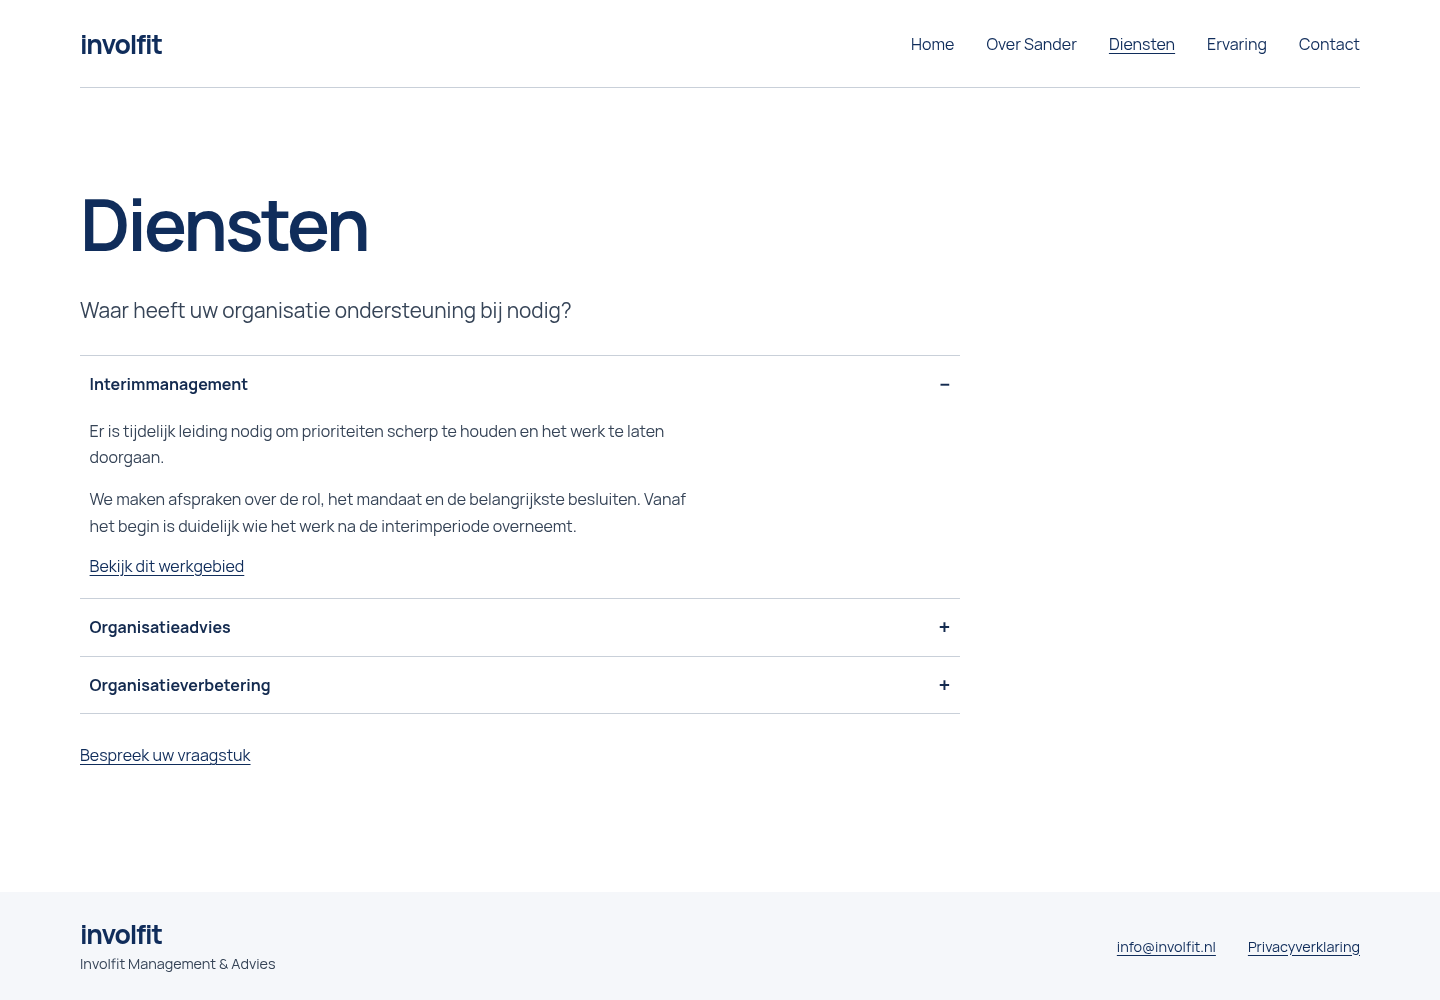 involfit
Home
Over Sander
Diensten
Ervaring
Contact
Diensten
Waar heeft uw organisatie ondersteuning bij nodig?
Interimmanagement
–
Er is tijdelijk leiding nodig om prioriteiten scherp te houden en het werk te laten
doorgaan.
We maken afspraken over de rol, het mandaat en de belangrijkste besluiten. Vanaf
het begin is duidelijk wie het werk na de interimperiode overneemt.
Bekijk dit werkgebied
Organisatieadvies
+
Organisatieverbetering
+
Bespreek uw vraagstuk
involfit
Involfit Management & Advies
info@involfit.nl
Privacyverklaring